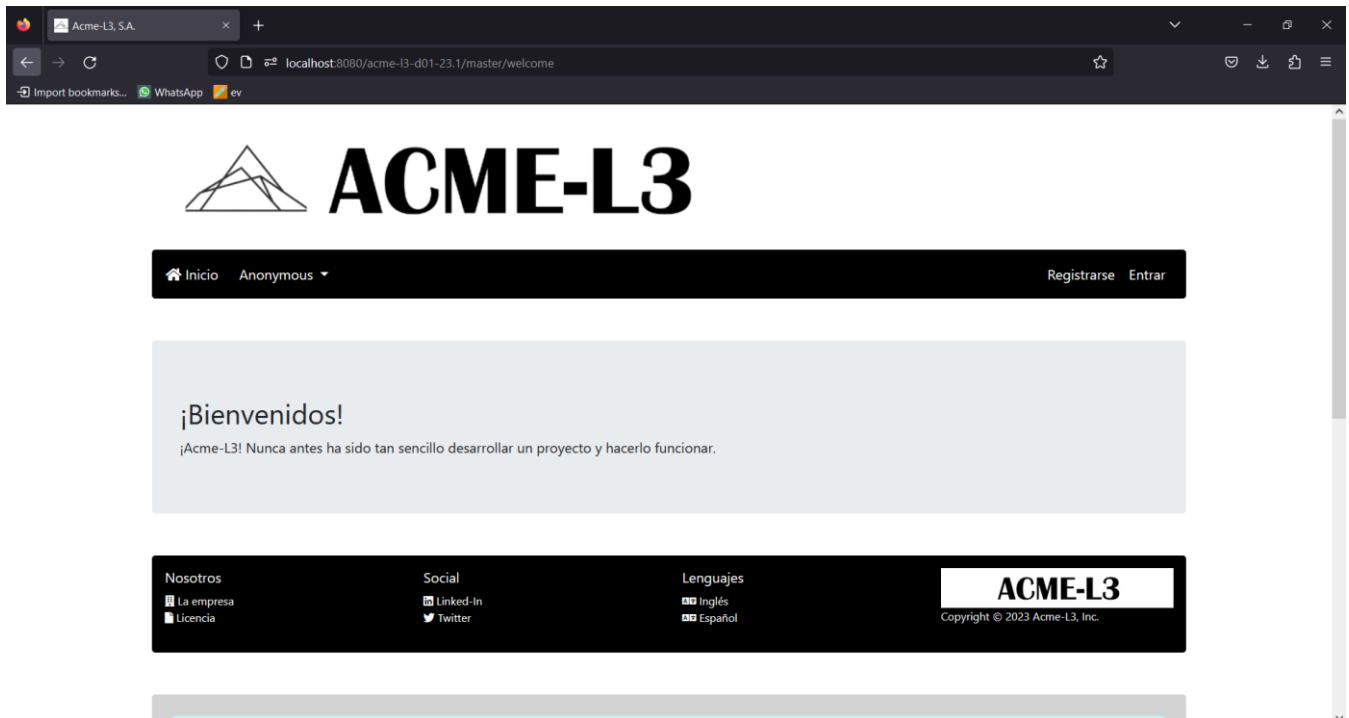 Acme-L3, S.A.
localhost:8080/acme-l3-d01-23.1/master/welcome
Import bookmarks... WhatsApp ev
ACME-L3
Inicio Anonymous Registrarse Entrar
¡Bienvenidos!
¡Acme-L3! Nunca antes ha sido tan sencillo desarrollar un proyecto y hacerlo funcionar.
Nosotros
La empresa
Licencia
Social
Linked-In
Twitter
Lenguajes
Inglés
Español
ACME-L3
Copyright © 2023 Acme-L3, Inc.